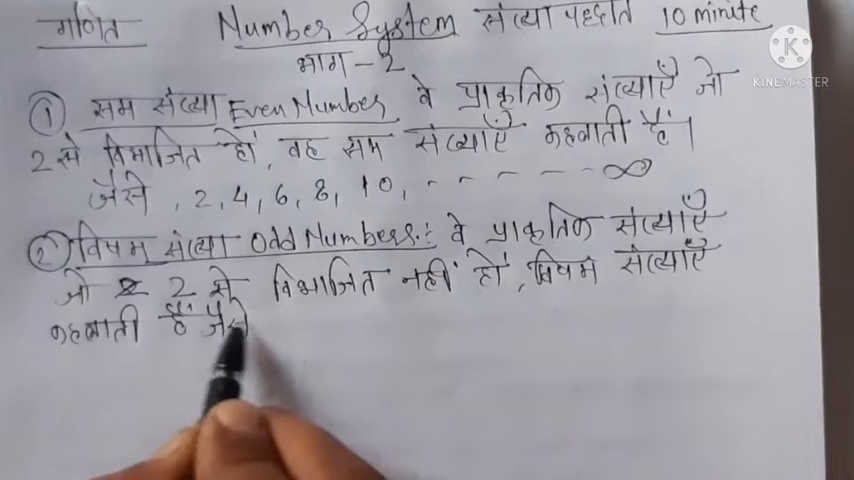 गणित Number System संख्या पद्धति 10 minute
भाग - 2
KINEMASTER
① सम संख्या Even Number वे प्राकृतिक संख्याएँ जो
2 से विभाजित हों, वह सम संख्याएँ कहलाती हैं।
जैसे, 2, 4, 6, 8, 10, - - - - - - ∞
② विषम संख्या Odd Numbers:: वे प्राकृतिक संख्याएँ
जो 2 से विभाजित नहीं हों, विषम संख्याएँ
कहलाती हैं जैसे